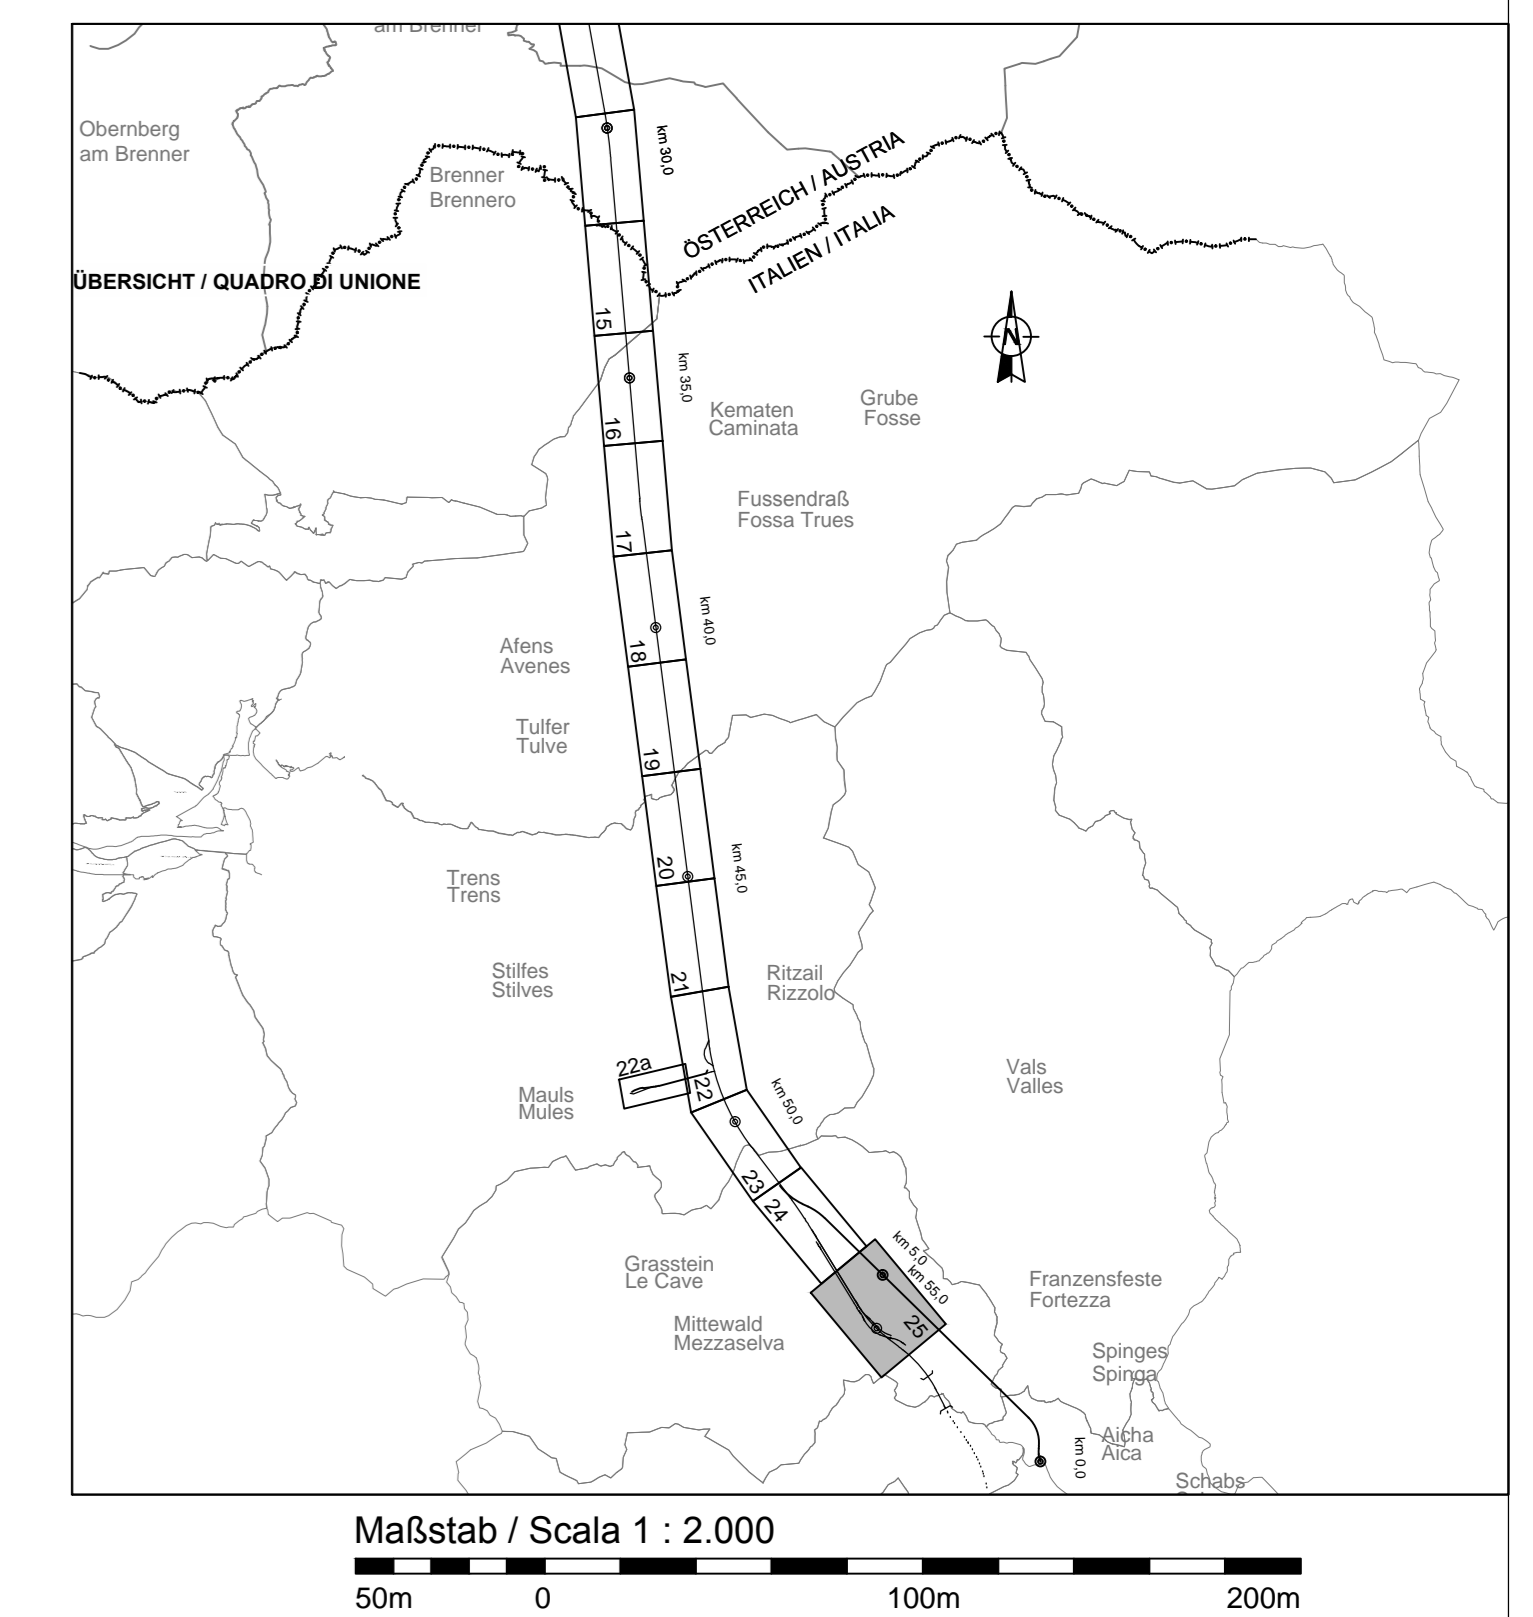 am Brenner
Obernberg
am Brenner
Brenner
Brennero
km 30,0
ÖSTERREICH / AUSTRIA
ITALIEN / ITALIA
ÜBERSICHT / QUADRO DI UNIONE
15
N
km 35,0
Kematen
Caminata
Grube
Fosse
16
Fussendraß
Fossa Trues
17
km 40,0
Afens
Avenes
18
Tulfer
Tulve
19
km 45,0
20
Trens
Trens
Stilfes
Stilves
21
Ritzail
Rizzolo
22a
22
Vals
Valles
Mauls
Mules
km 50,0
23
24
km 5,0
km 55,0
Grasstein
Le Cave
Franzensfeste
Fortezza
25
Mittewald
Mezzaselva
Spinges
Spinga
Aicha
Aica
km 0,0
Schabs
Maßstab / Scala 1 : 2.000
50m 0 100m 200m